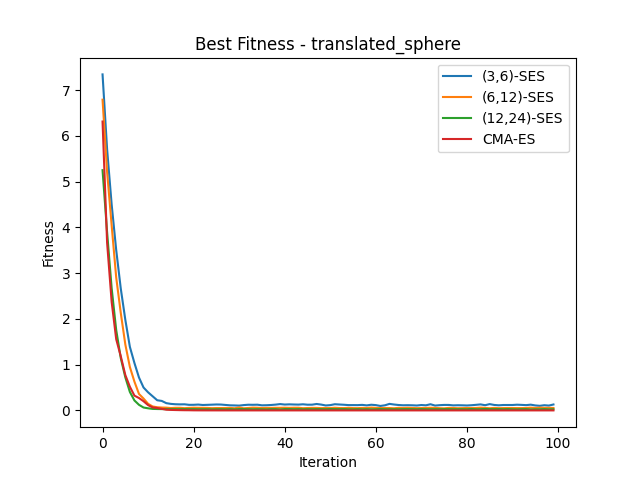 Best Fitness - translated_sphere
(3,6)-SES
(6,12)-SES
(12,24)-SES
CMA-ES
Fitness
7
6
5
4
3
2
1
0
0 20 40 60 80 100
Iteration